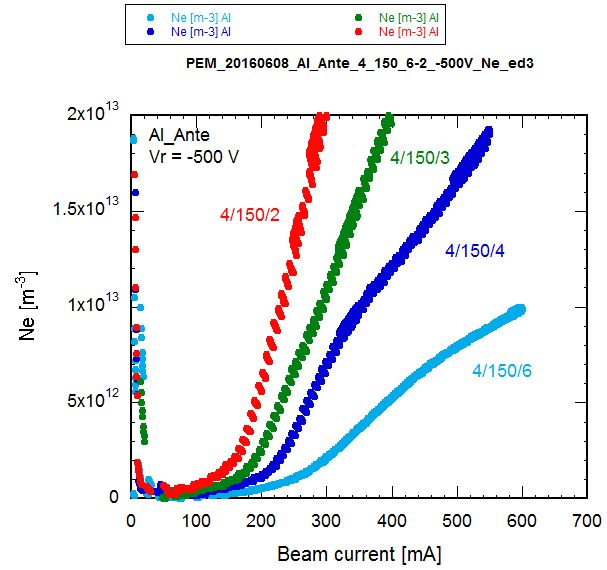 Ne [m-3] Al Ne [m-3] Al
Ne [m-3] Al Ne [m-3] Al
PEM_20160608_Al_Ante_4_150_6-2_-500V_Ne_ed3
2x10¹³
Al_Ante
Vr = -500 V
4/150/3
4/150/2
1.5x10¹³
4/150/4
Ne [m⁻³]
1x10¹³
4/150/6
5x10¹²
0
0 100 200 300 400 500 600 700
Beam current [mA]